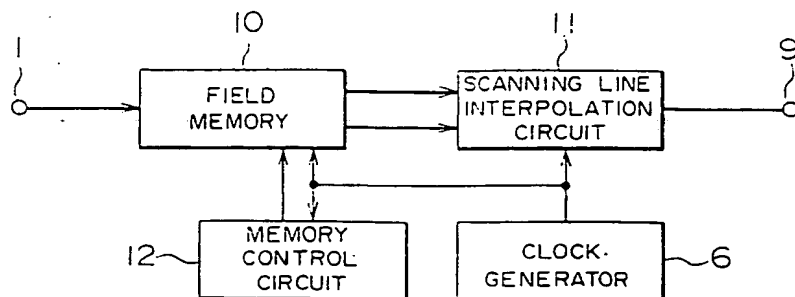 10
11
1
9
FIELD
MEMORY
SCANNING LINE
INTERPOLATION
CIRCUIT
12
MEMORY
CONTROL
CIRCUIT
CLOCK
GENERATOR
6